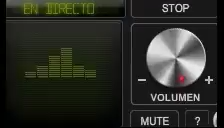 EN DIRECTO
STOP
- +
VOLUMEN
MUTE ?